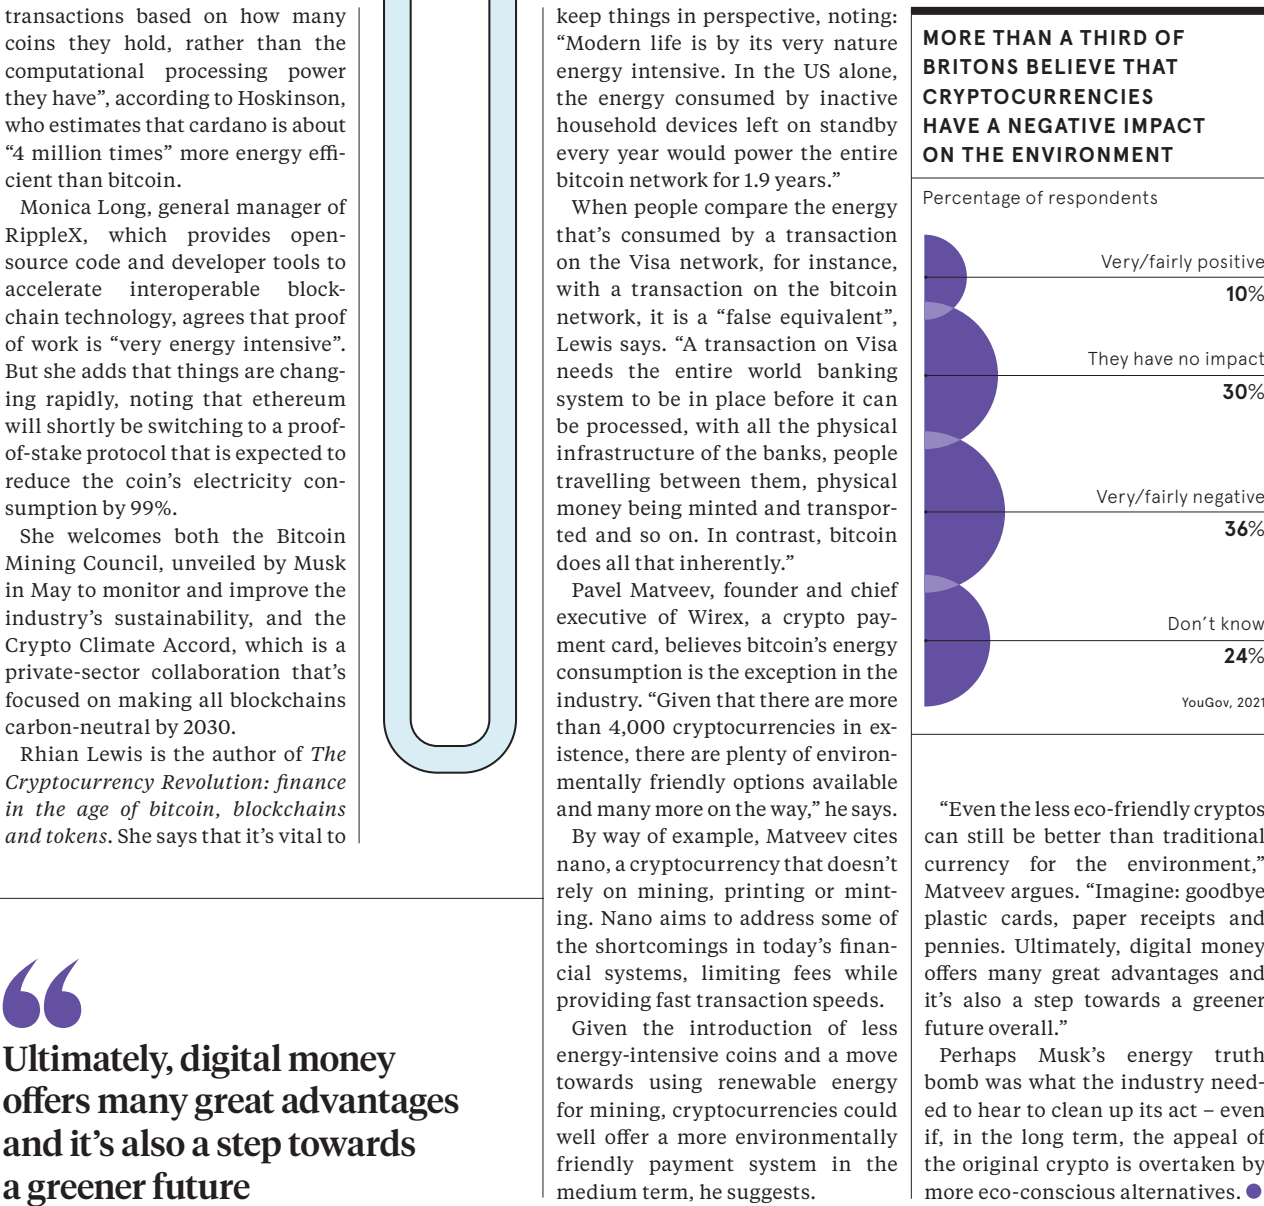 transactions based on how many
coins they hold, rather than the
computational processing power
they have”, according to Hoskinson,
who estimates that cardano is about
“4 million times” more energy effi-
cient than bitcoin.
Monica Long, general manager of
RippleX, which provides open-
source code and developer tools to
accelerate interoperable block-
chain technology, agrees that proof
of work is “very energy intensive”.
But she adds that things are chang-
ing rapidly, noting that ethereum
will shortly be switching to a proof-
of-stake protocol that is expected to
reduce the coin’s electricity con-
sumption by 99%.
She welcomes both the Bitcoin
Mining Council, unveiled by Musk
in May to monitor and improve the
industry’s sustainability, and the
Crypto Climate Accord, which is a
private-sector collaboration that’s
focused on making all blockchains
carbon-neutral by 2030.
Rhian Lewis is the author of The
Cryptocurrency Revolution: finance
in the age of bitcoin, blockchains
and tokens. She says that it’s vital to
keep things in perspective, noting:
“Modern life is by its very nature
energy intensive. In the US alone,
the energy consumed by inactive
household devices left on standby
every year would power the entire
bitcoin network for 1.9 years.”
When people compare the energy
that’s consumed by a transaction
on the Visa network, for instance,
with a transaction on the bitcoin
network, it is a “false equivalent”,
Lewis says. “A transaction on Visa
needs the entire world banking
system to be in place before it can
be processed, with all the physical
infrastructure of the banks, people
travelling between them, physical
money being minted and transpor-
ted and so on. In contrast, bitcoin
does all that inherently.”
Pavel Matveev, founder and chief
executive of Wirex, a crypto pay-
ment card, believes bitcoin’s energy
consumption is the exception in the
industry. “Given that there are more
than 4,000 cryptocurrencies in ex-
istence, there are plenty of environ-
mentally friendly options available
and many more on the way,” he says.
By way of example, Matveev cites
nano, a cryptocurrency that doesn’t
rely on mining, printing or mint-
ing. Nano aims to address some of
the shortcomings in today’s finan-
cial systems, limiting fees while
providing fast transaction speeds.
Given the introduction of less
energy-intensive coins and a move
towards using renewable energy
for mining, cryptocurrencies could
well offer a more environmentally
friendly payment system in the
medium term, he suggests.
“Even the less eco-friendly cryptos
can still be better than traditional
currency for the environment,”
Matveev argues. “Imagine: goodbye
plastic cards, paper receipts and
pennies. Ultimately, digital money
offers many great advantages and
it’s also a step towards a greener
future overall.”
Perhaps Musk’s energy truth
bomb was what the industry need-
ed to hear to clean up its act – even
if, in the long term, the appeal of
the original crypto is overtaken by
more eco-conscious alternatives.
MORE THAN A THIRD OF
BRITONS BELIEVE THAT
CRYPTOCURRENCIES
HAVE A NEGATIVE IMPACT
ON THE ENVIRONMENT
Percentage of respondents
Very/fairly positive
10%
They have no impact
30%
Very/fairly negative
36%
Don’t know
24%
YouGov, 2021
“
Ultimately, digital money
offers many great advantages
and it’s also a step towards
a greener future